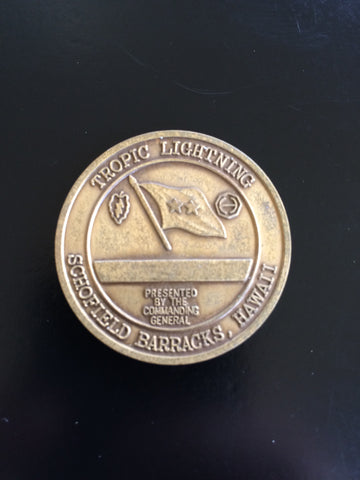 TROPIC LIGHTNING
PRESENTED
BY THE
COMMANDING
GENERAL
SCHOFIELD BARRACKS, HAWAII